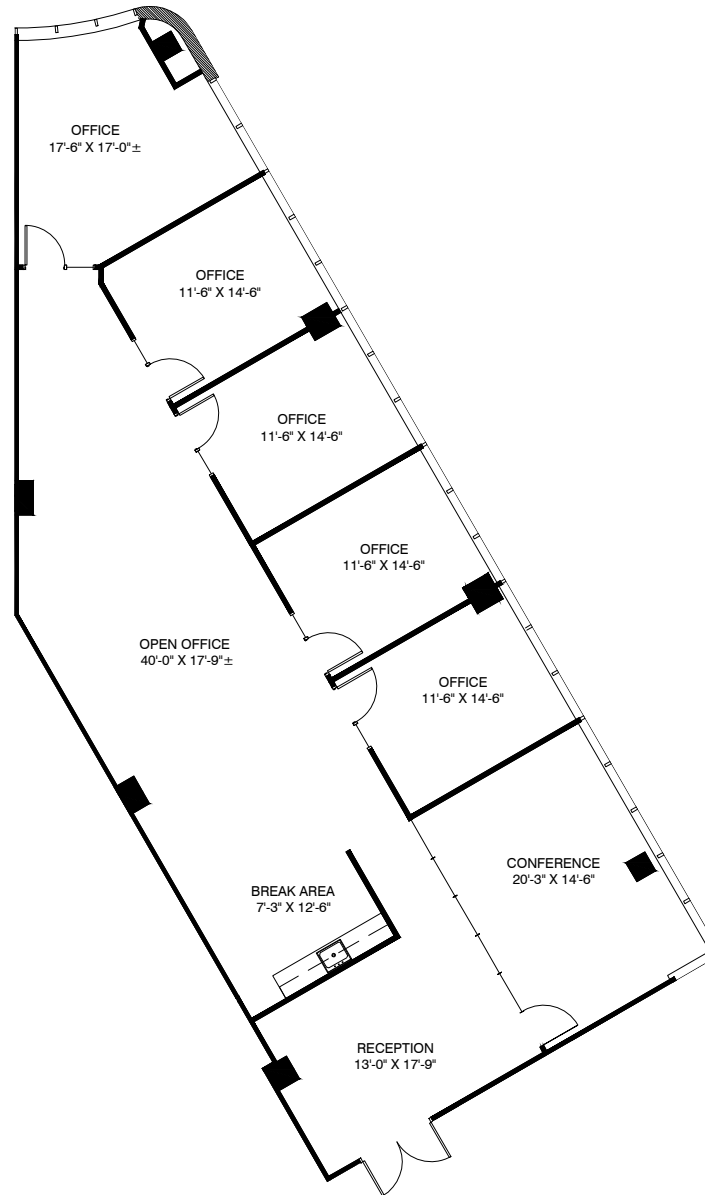 OFFICE
17'-6" X 17'-0"±
OFFICE
11'-6" X 14'-6"
OFFICE
11'-6" X 14'-6"
OFFICE
11'-6" X 14'-6"
OPEN OFFICE
40'-0" X 17'-9"±
OFFICE
11'-6" X 14'-6"
CONFERENCE
20'-3" X 14'-6"
BREAK AREA
7'-3" X 12'-6"
RECEPTION
13'-0" X 17'-9"